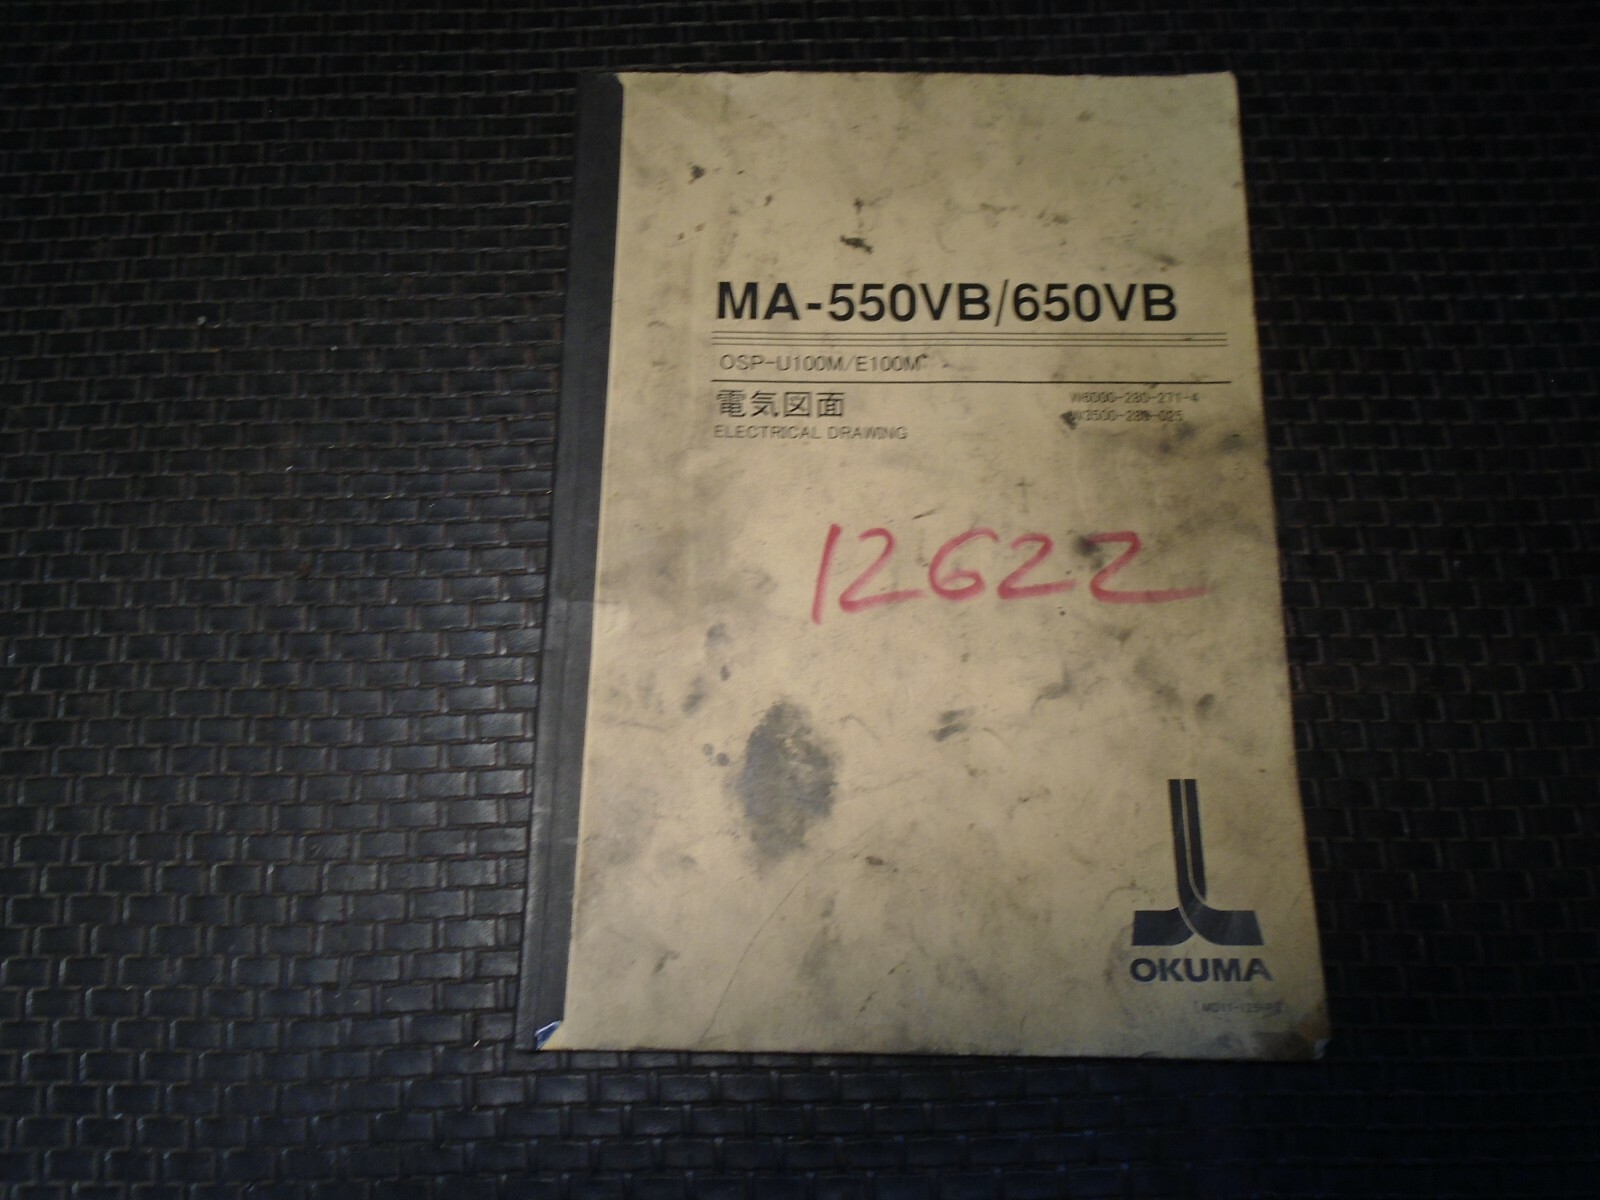 MA-550VB/650VB
OSP-U100M/E100M
電気図面
ELECTRICAL DRAWING
12622
OKUMA